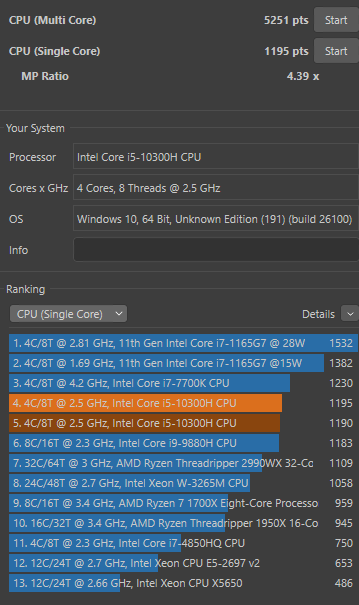 CPU (Multi Core) 5251 pts Start
CPU (Single Core) 1195 pts Start
MP Ratio 4.39 x
Your System
Processor Intel Core i5-10300H CPU
Cores x GHz 4 Cores, 8 Threads @ 2.5 GHz
OS Windows 10, 64 Bit, Unknown Edition (191) (build 26100)
Info
Ranking
CPU (Single Core) Details
1. 4C/8T @ 2.81 GHz, 11th Gen Intel Core i7-1165G7 @ 28W 1532
2. 4C/8T @ 1.69 GHz, 11th Gen Intel Core i7-1165G7 @15W 1382
3. 4C/8T @ 4.2 GHz, Intel Core i7-7700K CPU 1230
4. 4C/8T @ 2.5 GHz, Intel Core i5-10300H CPU 1195
5. 4C/8T @ 2.5 GHz, Intel Core i5-10300H CPU 1190
6. 8C/16T @ 2.3 GHz, Intel Core i9-9880H CPU 1183
7. 32C/64T @ 3 GHz, AMD Ryzen Threadripper 2990WX 32-Co 1109
8. 24C/48T @ 2.7 GHz, Intel Xeon W-3265M CPU 1058
9. 8C/16T @ 3.4 GHz, AMD Ryzen 7 1700X Eight-Core Processo 959
10. 16C/32T @ 3.4 GHz, AMD Ryzen Threadripper 1950X 16-Co 945
11. 4C/8T @ 2.3 GHz, Intel Core i7-4850HQ CPU 750
12. 12C/24T @ 2.7 GHz, Intel Xeon CPU E5-2697 v2 653
13. 12C/24T @ 2.66 GHz, Intel Xeon CPU X5650 486